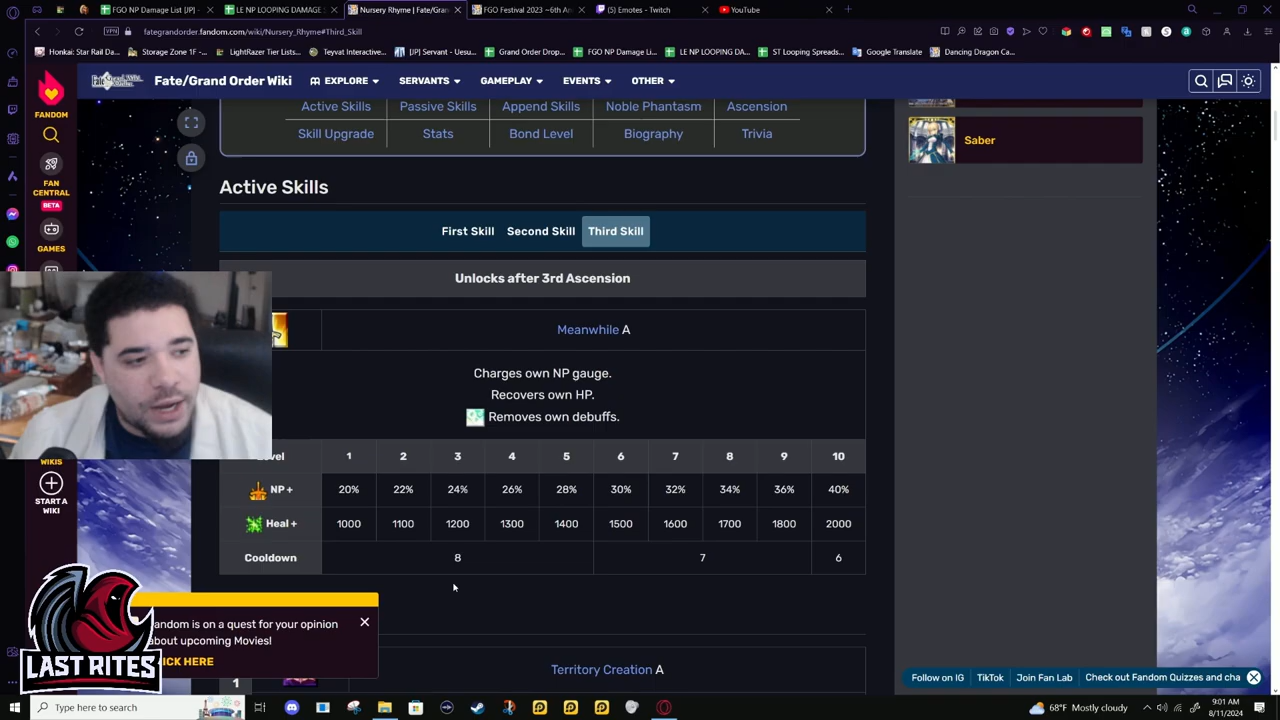 FGO NP Damage List [JP] -
LE NP LOOPING DAMAGE
Nursery Rhyme | Fate/Gran
FGO Festival 2023 ~6th An
(5) Emotes - Twitch
YouTube
VPN
fategrandorder.fandom.com/wiki/Nursery_Rhyme#Third_Skill
Honkai: Star Rail Da...
Storage Zone 1F -...
LightRazer Tier Lists...
Teyvat Interactive...
[JP] Servant - Uesu...
Grand Order Drop...
FGO NP Damage Li...
LE NP LOOPING DA...
ST Looping Spreads...
Google Translate
Dancing Dragon Ca...
Fate/Grand Order Wiki
EXPLORE
SERVANTS
GAMEPLAY
EVENTS
OTHER
FANDOM
FAN
CENTRAL
BETA
GAMES
WIKIS
START A
WIKI
Active Skills
Passive Skills
Append Skills
Noble Phantasm
Ascension
Skill Upgrade
Stats
Bond Level
Biography
Trivia
Saber
Active Skills
First Skill
Second Skill
Third Skill
Unlocks after 3rd Ascension
Meanwhile A
Charges own NP gauge.
Recovers own HP.
Removes own debuffs.
Level 1 2 3 4 5 6 7 8 9 10
NP + 20% 22% 24% 26% 28% 30% 32% 34% 36% 40%
Heal + 1000 1100 1200 1300 1400 1500 1600 1700 1800 2000
Cooldown 8 7 6
Fandom is on a quest for your opinion
about upcoming Movies!
CLICK HERE
LAST RITES
1
Territory Creation A
Follow on IG
TikTok
Join Fan Lab
Check out Fandom Quizzes and cha
Type here to search
68°F Mostly cloudy
9:01 AM
8/11/2024